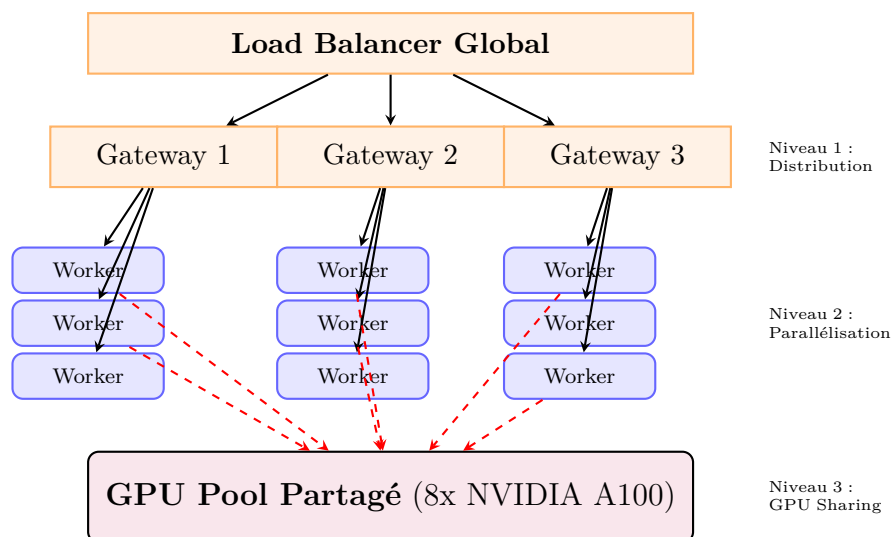 Load Balancer Global
Gateway 1
Gateway 2
Gateway 3
Niveau 1 :
Distribution
Worker
Worker
Worker
Worker
Worker
Worker
Niveau 2 :
Parallélisation
Worker
Worker
Worker
GPU Pool Partagé (8x NVIDIA A100)
Niveau 3 :
GPU Sharing